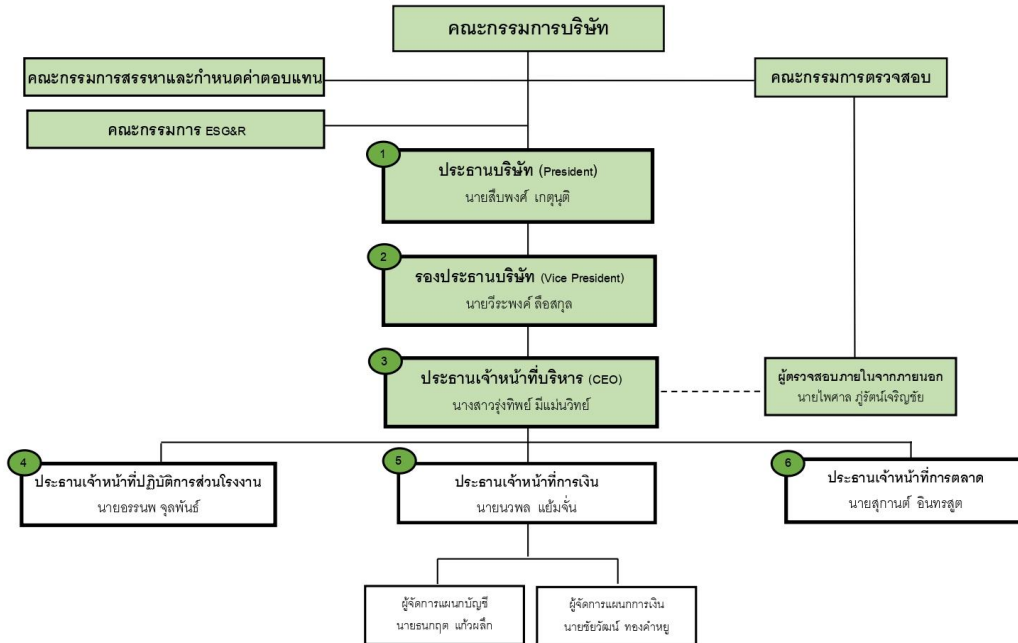 คณะกรรมการบริษัท
คณะกรรมการสรรหาและกำหนดค่าตอบแทน
คณะกรรมการตรวจสอบ
คณะกรรมการ ESG&R
1
ประธานบริษัท (President)
นายสืบพงศ์ เกตุนุติ
2
รองประธานบริษัท (Vice President)
นายวีระพงค์ ลือสกุล
3
ประธานเจ้าหน้าที่บริหาร (CEO)
นางสาวรุ่งทิพย์ มีแม่นวิทย์
ผู้ตรวจสอบภายในจากภายนอก
นายไพศาล ภู่รัตน์เจริญชัย
4
ประธานเจ้าหน้าที่ปฏิบัติการส่วนโรงงาน
นายอรรนพ จุลพันธ์
5
ประธานเจ้าหน้าที่การเงิน
นายนวพล แย้มจั่น
6
ประธานเจ้าหน้าที่การตลาด
นายสุกานต์ อินทรสูต
ผู้จัดการแผนกบัญชี
นายธนกฤต แก้วผลึก
ผู้จัดการแผนกการเงิน
นายชัยวัฒน์ ทองคำหยู